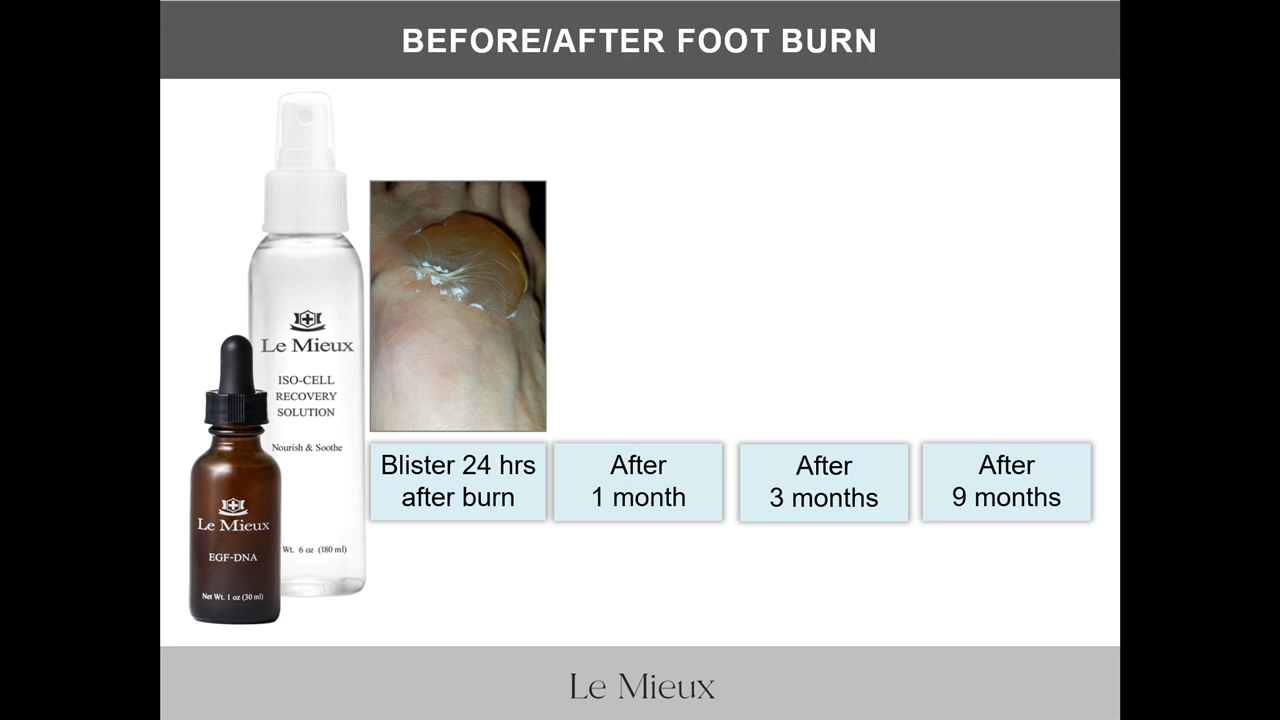 BEFORE/AFTER FOOT BURN
Le Mieux
ISO-CELL
RECOVERY
SOLUTION
Nourish & Soothe
Wt. 6 oz (180 ml)
Le Mieux
EGF-DNA
Net Wt. 1 oz (30 ml)
Blister 24 hrs
after burn
After
1 month
After
3 months
After
9 months
Le Mieux